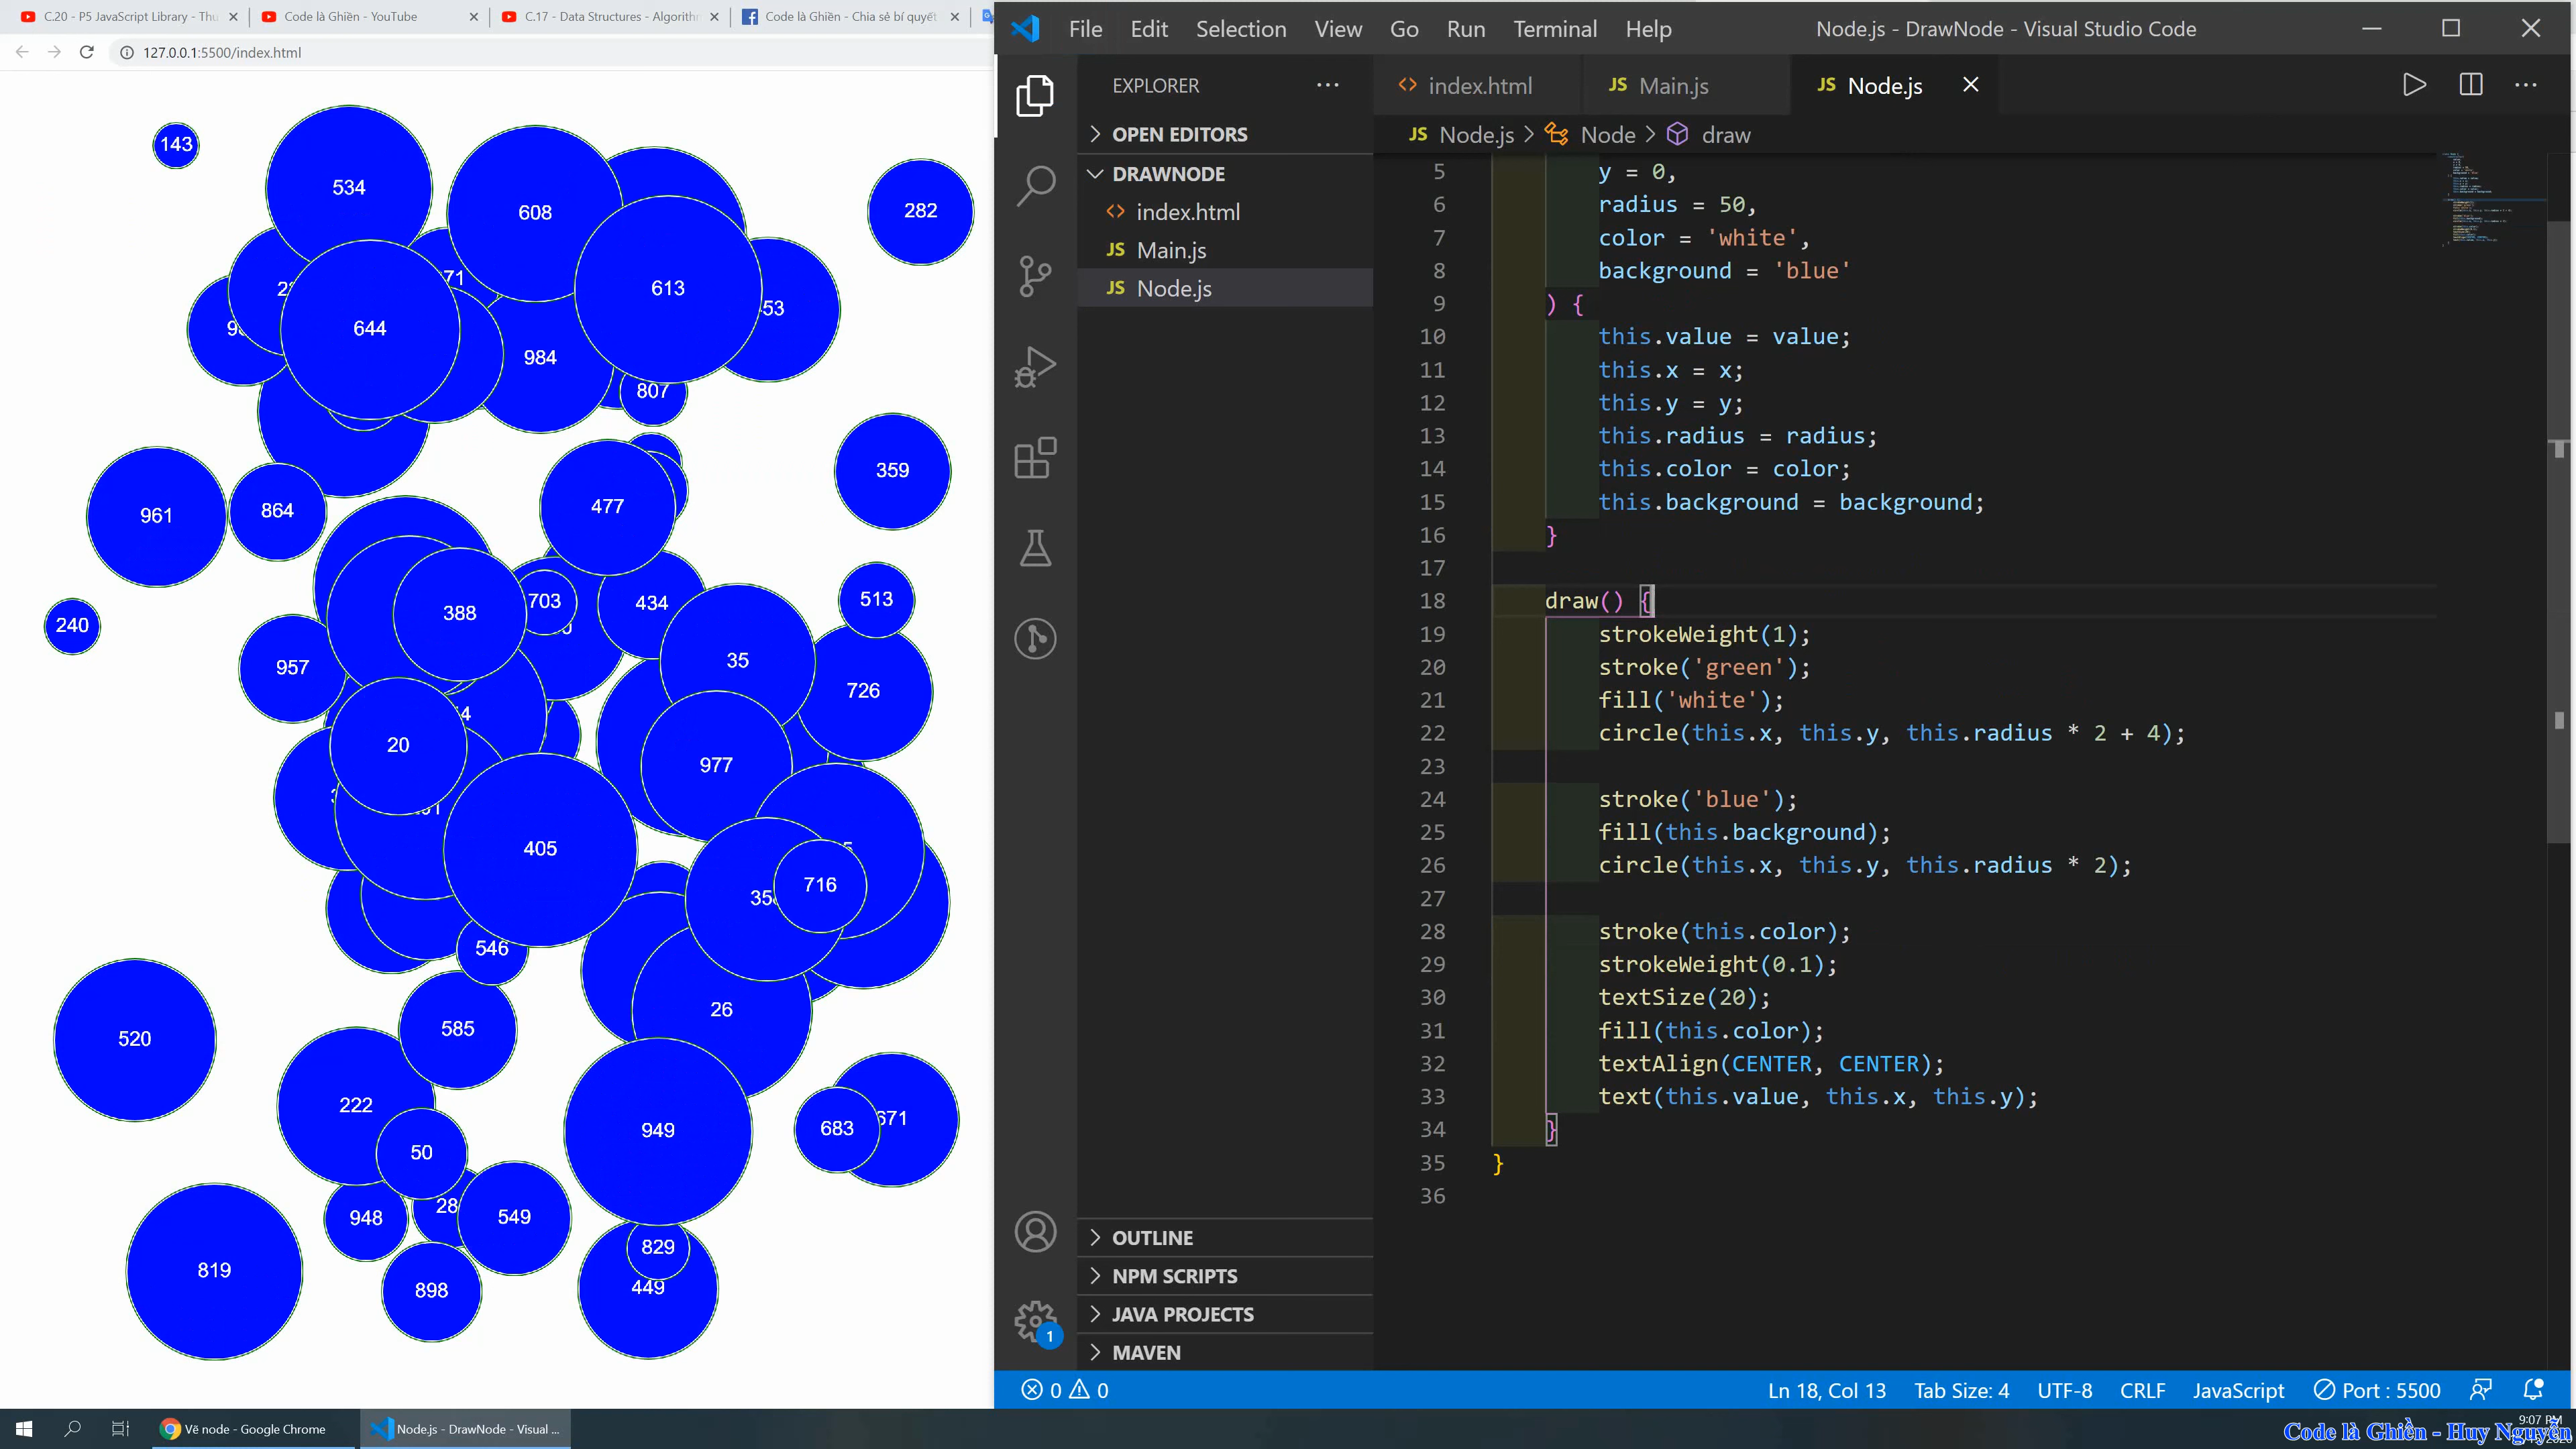 C.20 - P5 JavaScript Library - Thu
Code là Ghiền - YouTube
C.17 - Data Structures - Algorithm
Code là Ghiền - Chia sẻ bí quyết
127.0.0.1:5500/index.html
143
534
608
282
71
613
53
644
984
807
359
477
961
864
388
703
434
513
240
35
957
726
20
977
405
716
546
26
520
585
222
949
683
671
50
28
549
948
829
819
898
449
File Edit Selection View Go Run Terminal Help
Node.js - DrawNode - Visual Studio Code
EXPLORER
OPEN EDITORS
DRAWNODE
index.html
Main.js
Node.js
OUTLINE
NPM SCRIPTS
JAVA PROJECTS
MAVEN
index.html Main.js Node.js
Node.js > Node > draw
5 y = 0,
6 radius = 50,
7 color = 'white',
8 background = 'blue'
9 ) {
10 this.value = value;
11 this.x = x;
12 this.y = y;
13 this.radius = radius;
14 this.color = color;
15 this.background = background;
16 }
17
18 draw() {
19 strokeWeight(1);
20 stroke('green');
21 fill('white');
22 circle(this.x, this.y, this.radius * 2 + 4);
23
24 stroke('blue');
25 fill(this.background);
26 circle(this.x, this.y, this.radius * 2);
27
28 stroke(this.color);
29 strokeWeight(0.1);
30 textSize(20);
31 fill(this.color);
32 textAlign(CENTER, CENTER);
33 text(this.value, this.x, this.y);
34 }
35 }
36
1
0 0
Ln 18, Col 13 Tab Size: 4 UTF-8 CRLF JavaScript Port : 5500
Vẽ node - Google Chrome
Node.js - DrawNode - Visual ...
9:07 PM
Code là Ghiền - Huy Nguyễn